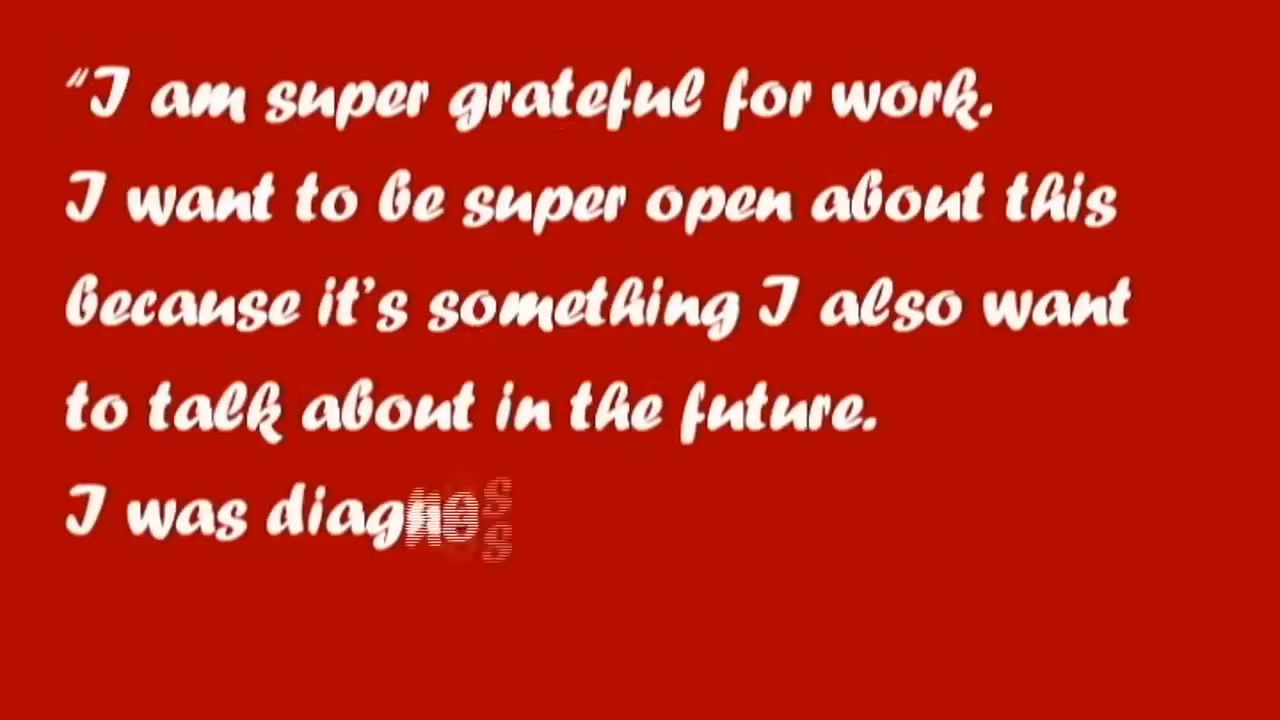 “I am super grateful for work.
I want to be super open about this
because it’s something I also want
to talk about in the future.
I was